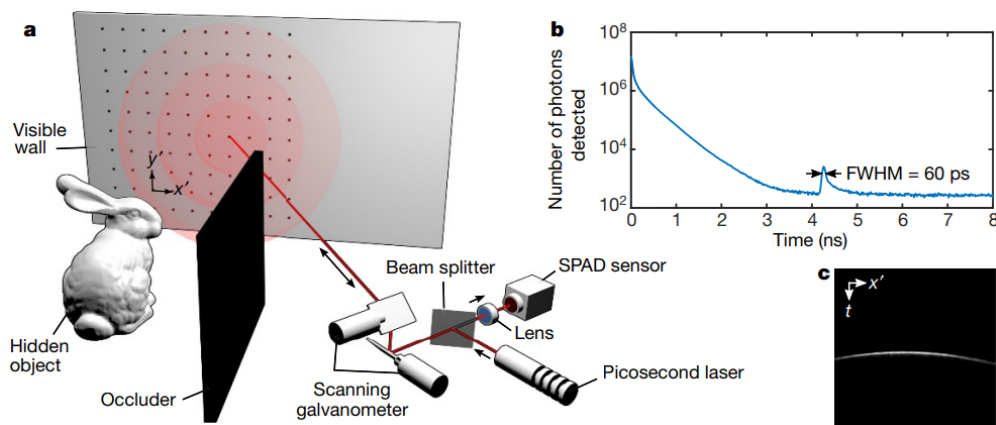 a
Visible
wall
y′
x′
Hidden
object
Occluder
Scanning
galvanometer
Beam splitter
SPAD sensor
Lens
Picosecond laser
b
Number of photons
detected
10⁸
10⁶
10⁴
10²
FWHM = 60 ps
0 1 2 3 4 5 6 7 8
Time (ns)
c
x′
t